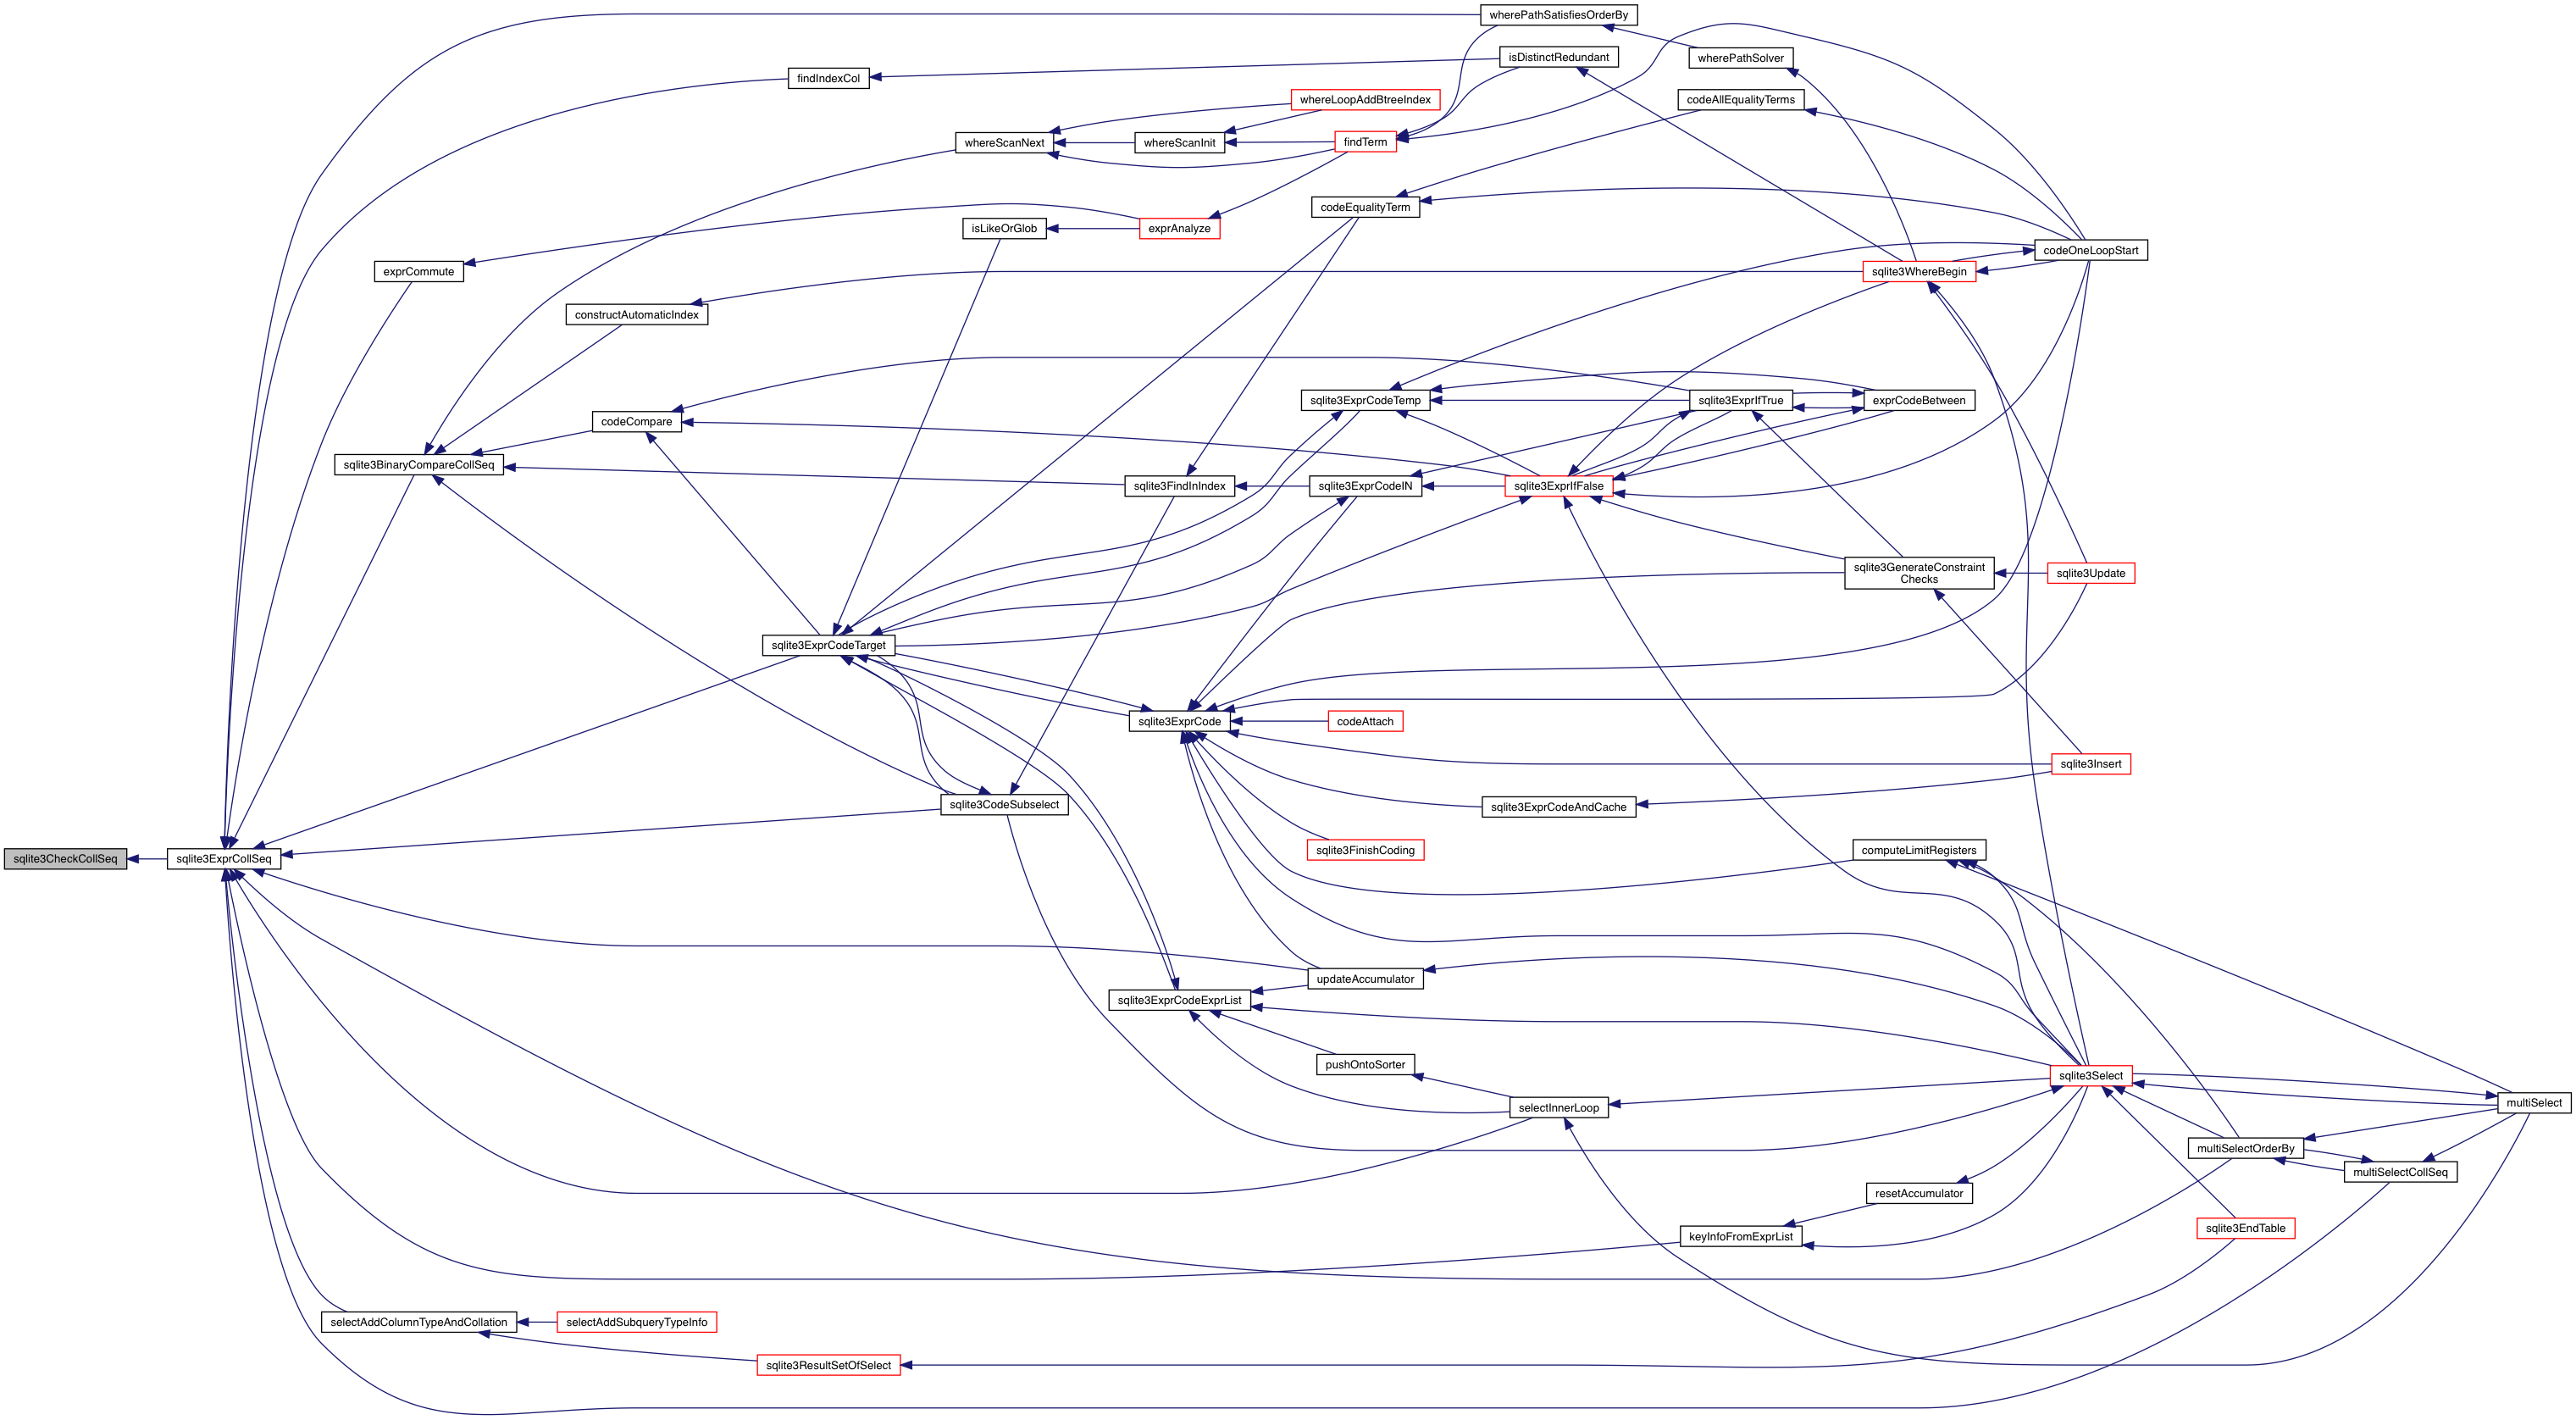 wherePathSatisfiesOrderBy
isDistinctRedundant
wherePathSolver
findIndexCol
whereLoopAddBtreeIndex
codeAllEqualityTerms
whereScanNext
whereScanInit
findTerm
codeEqualityTerm
isLikeOrGlob
exprAnalyze
codeOneLoopStart
exprCommute
sqlite3WhereBegin
constructAutomaticIndex
sqlite3ExprCodeTemp
sqlite3ExprIfTrue
exprCodeBetween
codeCompare
sqlite3BinaryCompareCollSeq
sqlite3FindInIndex
sqlite3ExprCodeIN
sqlite3ExprIfFalse
sqlite3GenerateConstraint
Checks
sqlite3Update
sqlite3ExprCodeTarget
sqlite3ExprCode
codeAttach
sqlite3Insert
sqlite3CodeSubselect
sqlite3ExprCodeAndCache
sqlite3FinishCoding
computeLimitRegisters
sqlite3CheckCollSeq
sqlite3ExprCollSeq
updateAccumulator
sqlite3ExprCodeExprList
pushOntoSorter
sqlite3Select
selectInnerLoop
multiSelect
multiSelectOrderBy
multiSelectCollSeq
resetAccumulator
keyInfoFromExprList
sqlite3EndTable
selectAddColumnTypeAndCollation
selectAddSubqueryTypeInfo
sqlite3ResultSetOfSelect